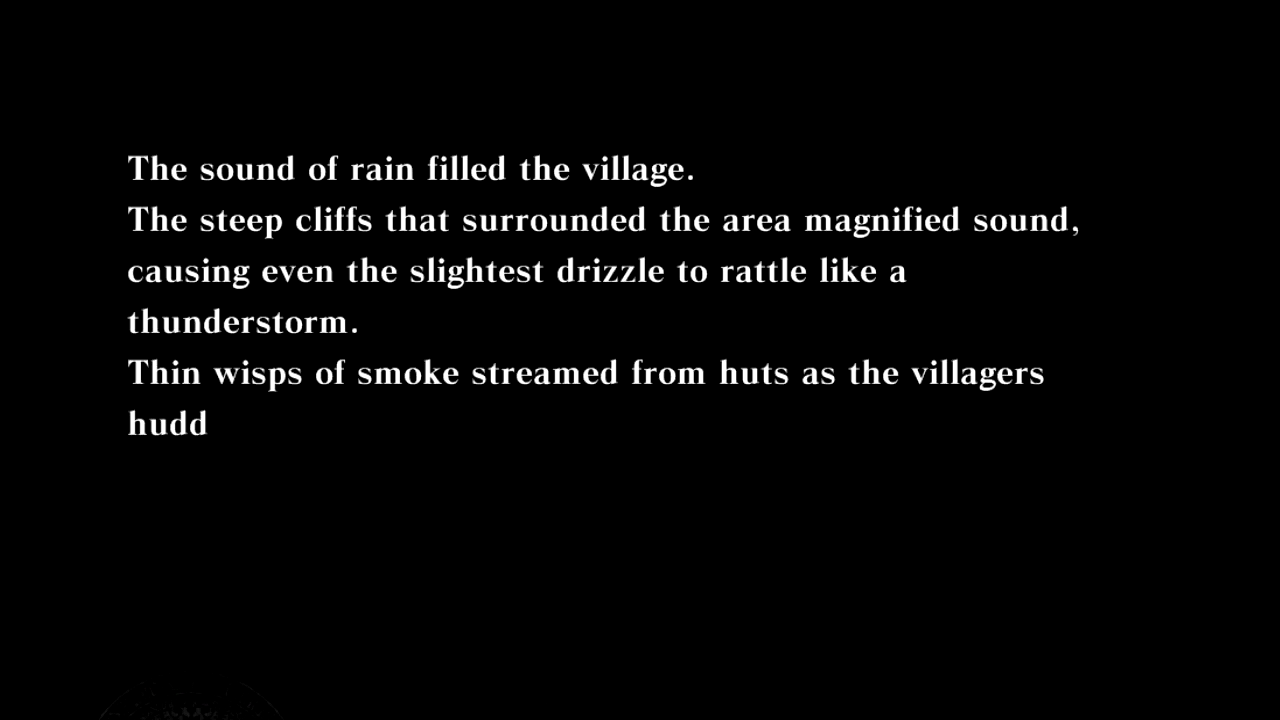 The sound of rain filled the village.
The steep cliffs that surrounded the area magnified sound,
causing even the slightest drizzle to rattle like a
thunderstorm.
Thin wisps of smoke streamed from huts as the villagers
hudd